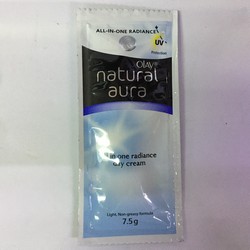 ALL-IN-ONE RADIANCE
UV
Protection
OLAY
natural
aura
all in one radiance
day cream
Light, Non-greasy formula
7.5g